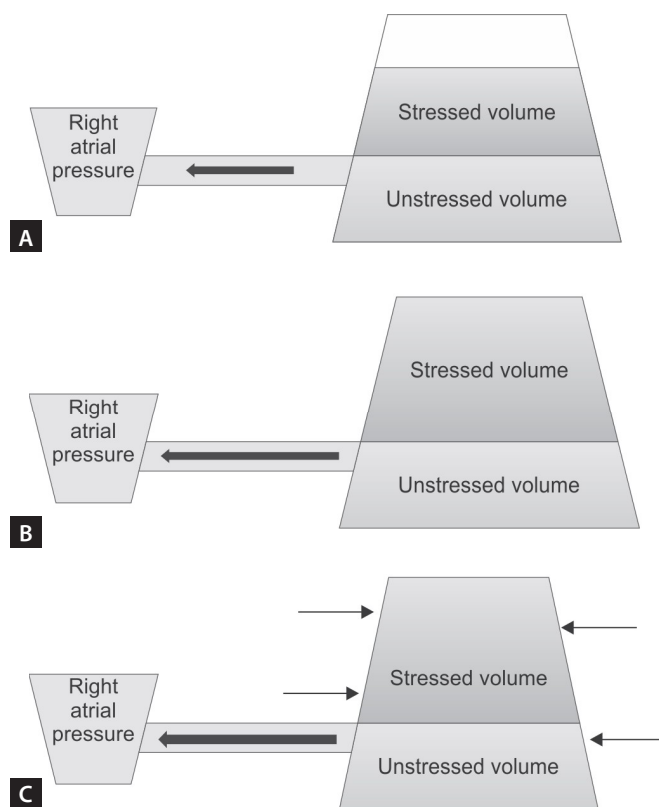 Stressed volume
Right
atrial
pressure
Unstressed volume
A
Stressed volume
Right
atrial
pressure
Unstressed volume
B
Stressed volume
Right
atrial
pressure
Unstressed volume
C